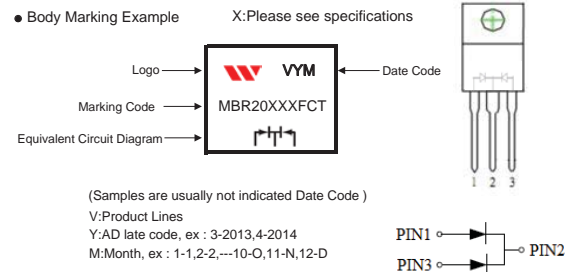 ● Body Marking Example X:Please see specifications
Logo VYM Date Code
Marking Code MBR20XXXFCT
Equivalent Circuit Diagram
1 2 3
(Samples are usually not indicated Date Code )
V:Product Lines
Y:AD late code, ex : 3-2013,4-2014
M:Month, ex : 1-1,2-2,---10-O,11-N,12-D
PIN1
PIN2
PIN3